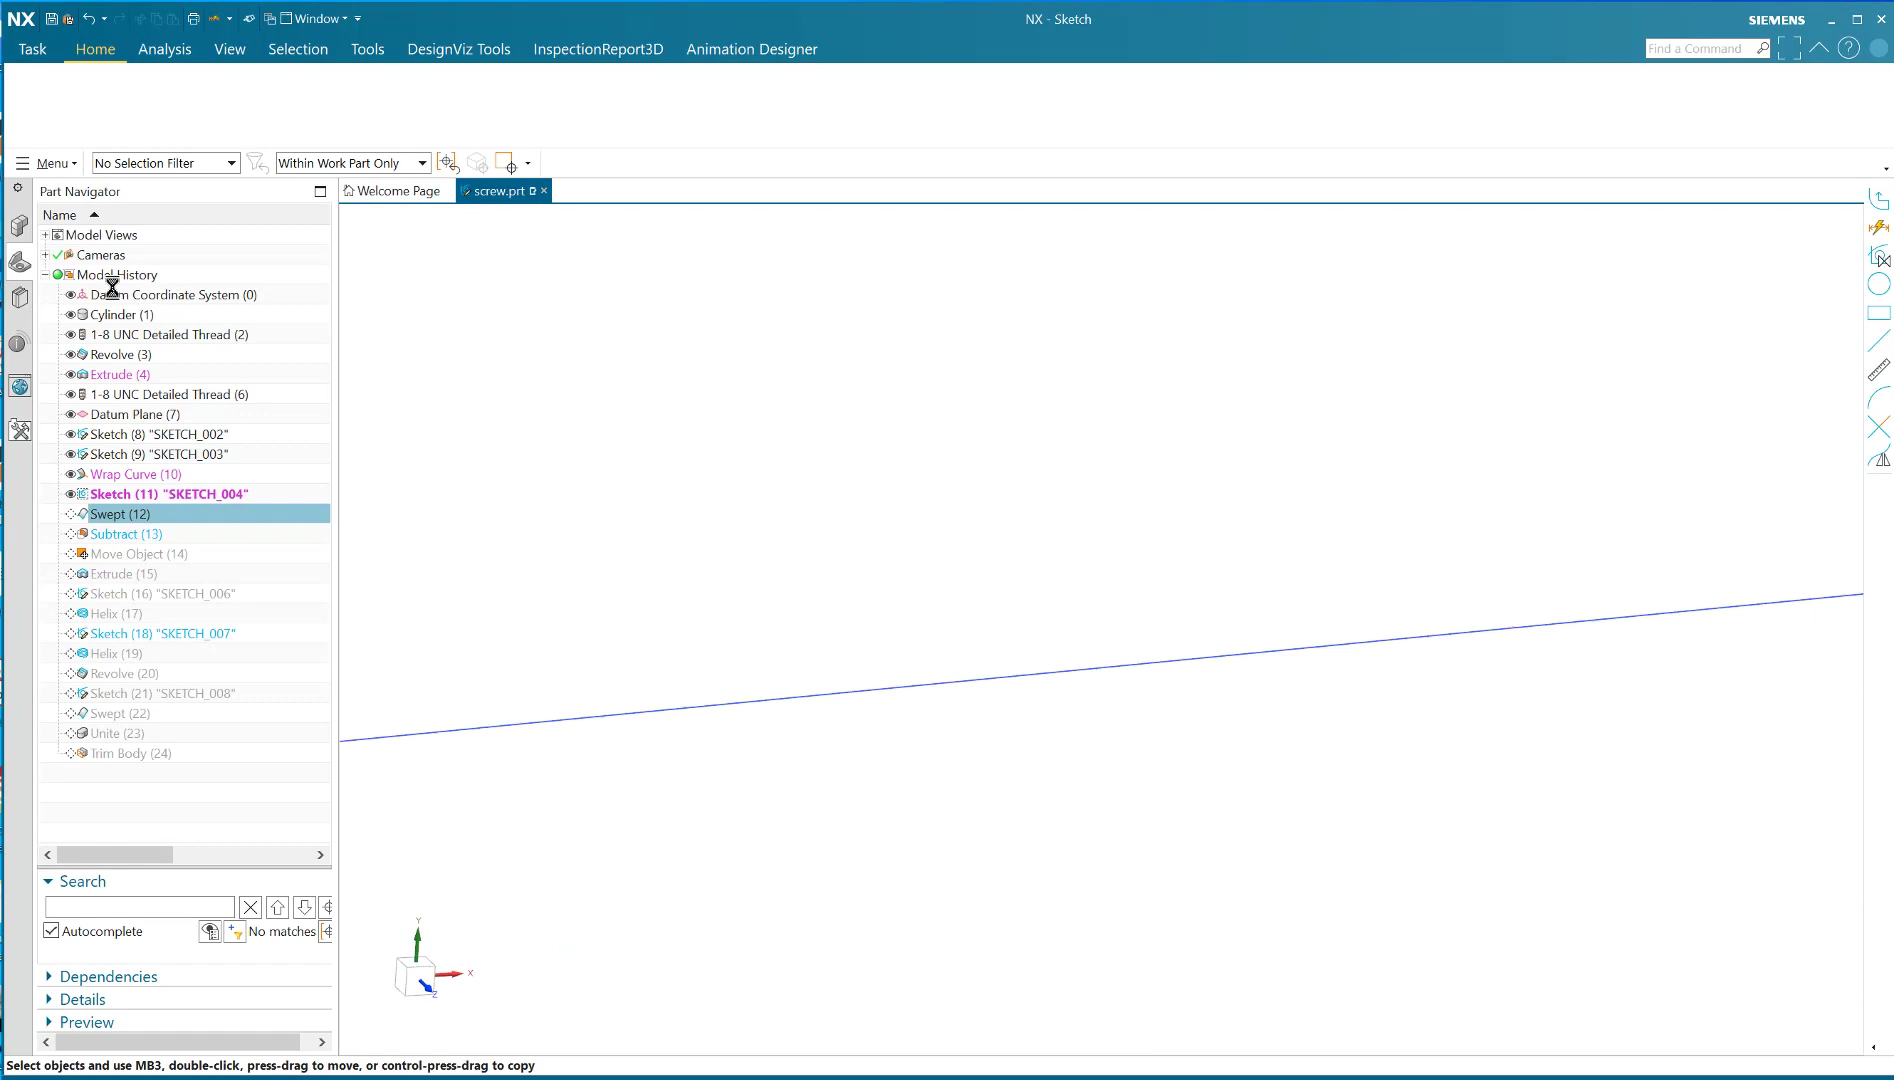 NX
Window
NX - Sketch
SIEMENS
Task
Home
Analysis
View
Selection
Tools
DesignViz Tools
InspectionReport3D
Animation Designer
Find a Command
Menu
No Selection Filter
Within Work Part Only
Part Navigator
Welcome Page
screw.prt
Name
Model Views
Cameras
Model History
Datum Coordinate System (0)
Cylinder (1)
1-8 UNC Detailed Thread (2)
Revolve (3)
Extrude (4)
1-8 UNC Detailed Thread (6)
Datum Plane (7)
Sketch (8) "SKETCH_002"
Sketch (9) "SKETCH_003"
Wrap Curve (10)
Sketch (11) "SKETCH_004"
Swept (12)
Subtract (13)
Move Object (14)
Extrude (15)
Sketch (16) "SKETCH_006"
Helix (17)
Sketch (18) "SKETCH_007"
Helix (19)
Revolve (20)
Sketch (21) "SKETCH_008"
Swept (22)
Unite (23)
Trim Body (24)
Search
Autocomplete
No matches
Dependencies
Details
Preview
Y
X
Z
Select objects and use MB3, double-click, press-drag to move, or control-press-drag to copy